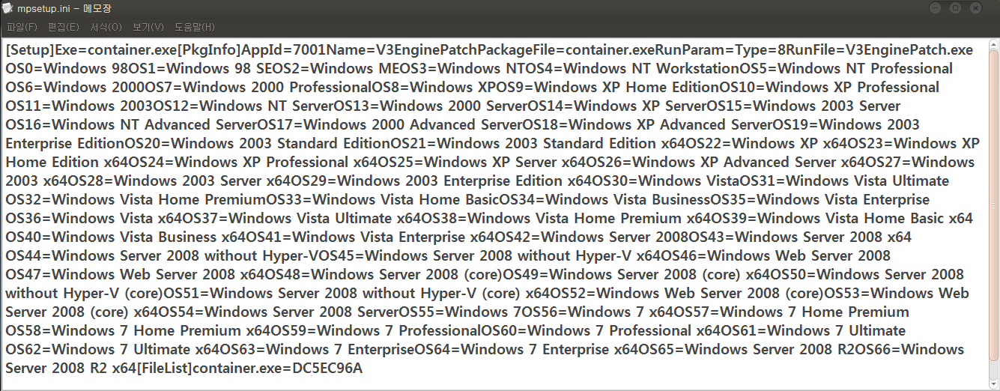 mpsetup.ini - 메모장
파일(F) 편집(E) 서식(O) 보기(V) 도움말(H)
[Setup]Exe=container.exe[PkgInfo]AppId=7001Name=V3EnginePatchPackageFile=container.exeRunParam=Type=8RunFile=V3EnginePatch.exe
OS0=Windows 98OS1=Windows 98 SEOS2=Windows MEOS3=Windows NTOS4=Windows NT WorkstationOS5=Windows NT Professional
OS6=Windows 2000OS7=Windows 2000 ProfessionalOS8=Windows XPOS9=Windows XP Home EditionOS10=Windows XP Professional
OS11=Windows 2003OS12=Windows NT ServerOS13=Windows 2000 ServerOS14=Windows XP ServerOS15=Windows 2003 Server
OS16=Windows NT Advanced ServerOS17=Windows 2000 Advanced ServerOS18=Windows XP Advanced ServerOS19=Windows 2003
Enterprise EditionOS20=Windows 2003 Standard EditionOS21=Windows 2003 Standard Edition x64OS22=Windows XP x64OS23=Windows XP
Home Edition x64OS24=Windows XP Professional x64OS25=Windows XP Server x64OS26=Windows XP Advanced Server x64OS27=Windows
2003 x64OS28=Windows 2003 Server x64OS29=Windows 2003 Enterprise Edition x64OS30=Windows VistaOS31=Windows Vista Ultimate
OS32=Windows Vista Home PremiumOS33=Windows Vista Home BasicOS34=Windows Vista BusinessOS35=Windows Vista Enterprise
OS36=Windows Vista x64OS37=Windows Vista Ultimate x64OS38=Windows Vista Home Premium x64OS39=Windows Vista Home Basic x64
OS40=Windows Vista Business x64OS41=Windows Vista Enterprise x64OS42=Windows Server 2008OS43=Windows Server 2008 x64
OS44=Windows Server 2008 without Hyper-VOS45=Windows Server 2008 without Hyper-V x64OS46=Windows Web Server 2008
OS47=Windows Web Server 2008 x64OS48=Windows Server 2008 (core)OS49=Windows Server 2008 (core) x64OS50=Windows Server 2008
without Hyper-V (core)OS51=Windows Server 2008 without Hyper-V (core) x64OS52=Windows Web Server 2008 (core)OS53=Windows Web
Server 2008 (core) x64OS54=Windows Server 2008 ServerOS55=Windows 7OS56=Windows 7 x64OS57=Windows 7 Home Premium
OS58=Windows 7 Home Premium x64OS59=Windows 7 ProfessionalOS60=Windows 7 Professional x64OS61=Windows 7 Ultimate
OS62=Windows 7 Ultimate x64OS63=Windows 7 EnterpriseOS64=Windows 7 Enterprise x64OS65=Windows Server 2008 R2OS66=Windows
Server 2008 R2 x64[FileList]container.exe=DC5EC96A